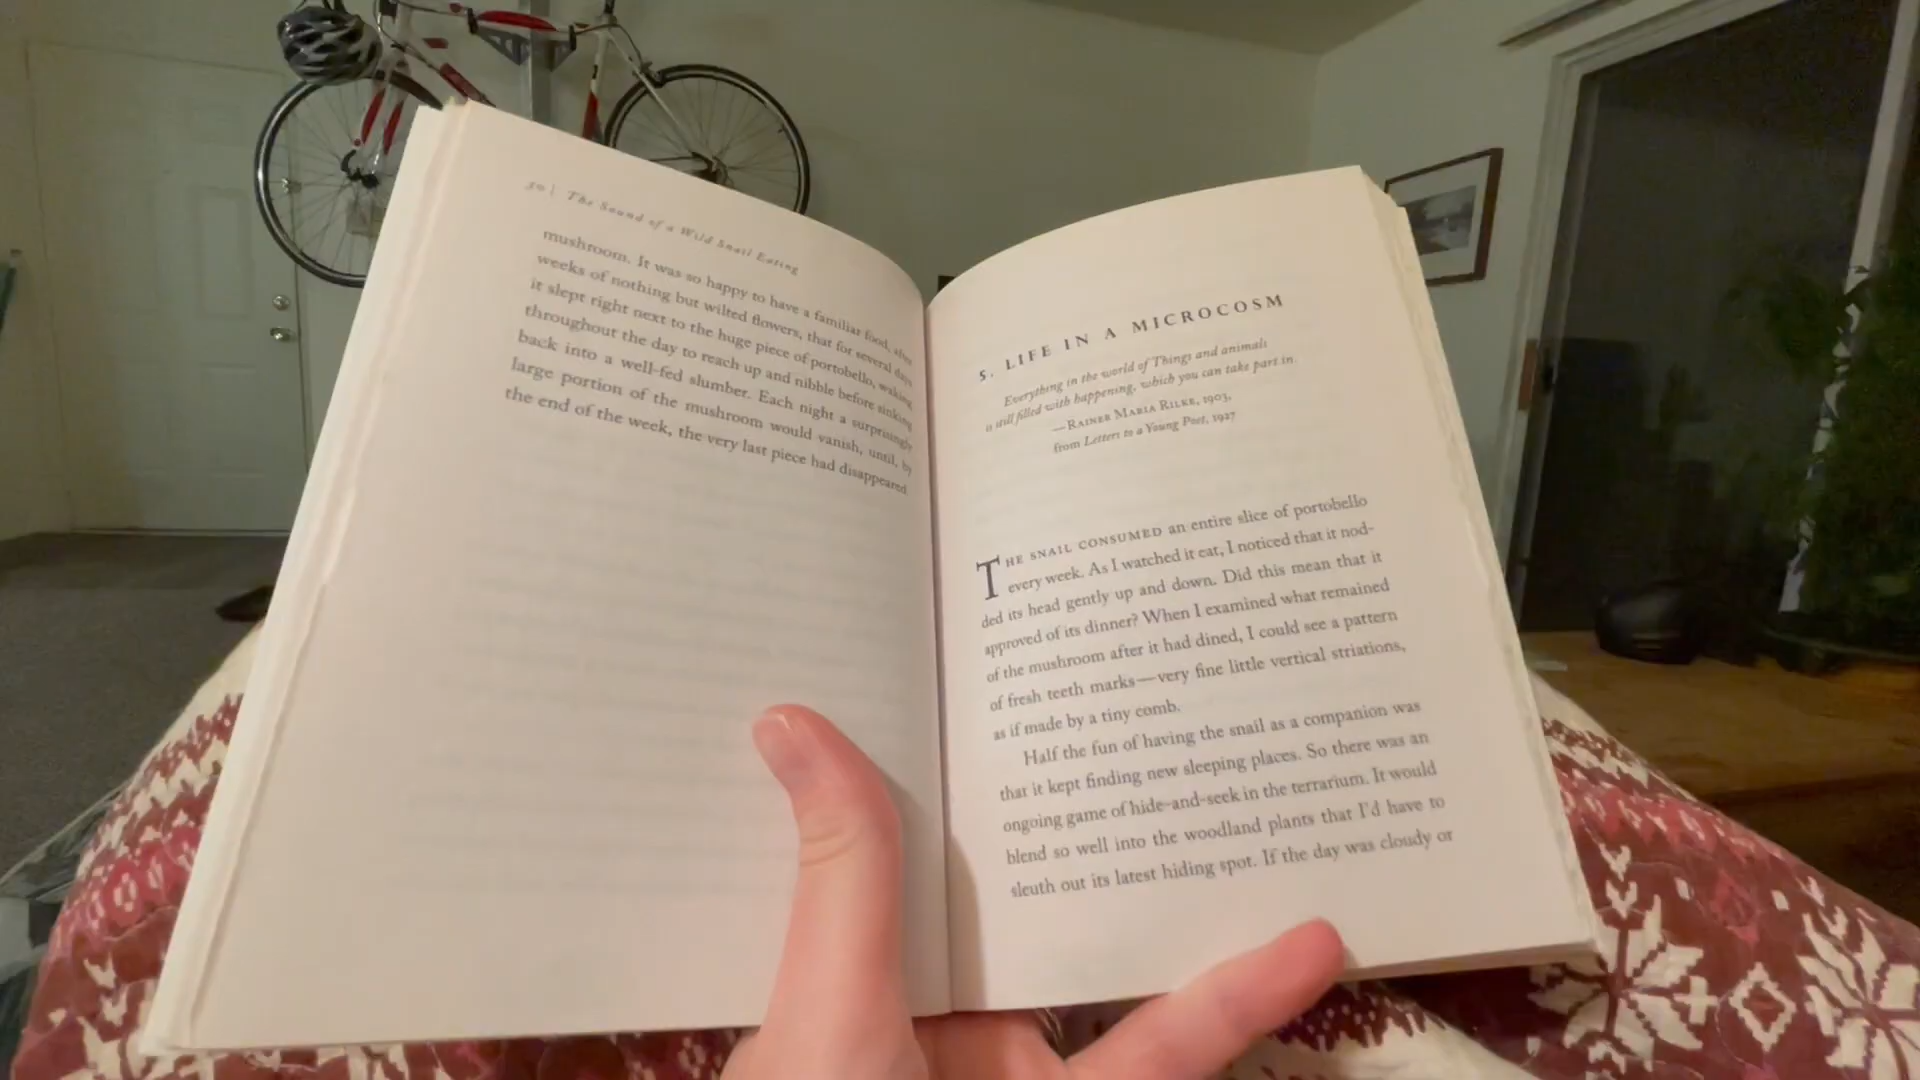 30 | The Sound of a Wild Snail Eating
mushroom. It was so happy to have a familiar food, after
weeks of nothing but wilted flowers, that for several days
it slept right next to the huge piece of portobello, waking
throughout the day to reach up and nibble before sinking
back into a well-fed slumber. Each night a surprisingly
large portion of the mushroom would vanish, until, by
the end of the week, the very last piece had disappeared
5. LIFE IN A MICROCOSM
Everything in the world of Things and animals
is still filled with happening, which you can take part in.
—RAINER MARIA RILKE, 1903,
from Letters to a Young Poet, 1927
THE SNAIL CONSUMED an entire slice of portobello
every week. As I watched it eat, I noticed that it nod-
ded its head gently up and down. Did this mean that it
approved of its dinner? When I examined what remained
of the mushroom after it had dined, I could see a pattern
of fresh teeth marks—very fine little vertical striations,
as if made by a tiny comb.
Half the fun of having the snail as a companion was
that it kept finding new sleeping places. So there was an
ongoing game of hide-and-seek in the terrarium. It would
blend so well into the woodland plants that I'd have to
sleuth out its latest hiding spot. If the day was cloudy or